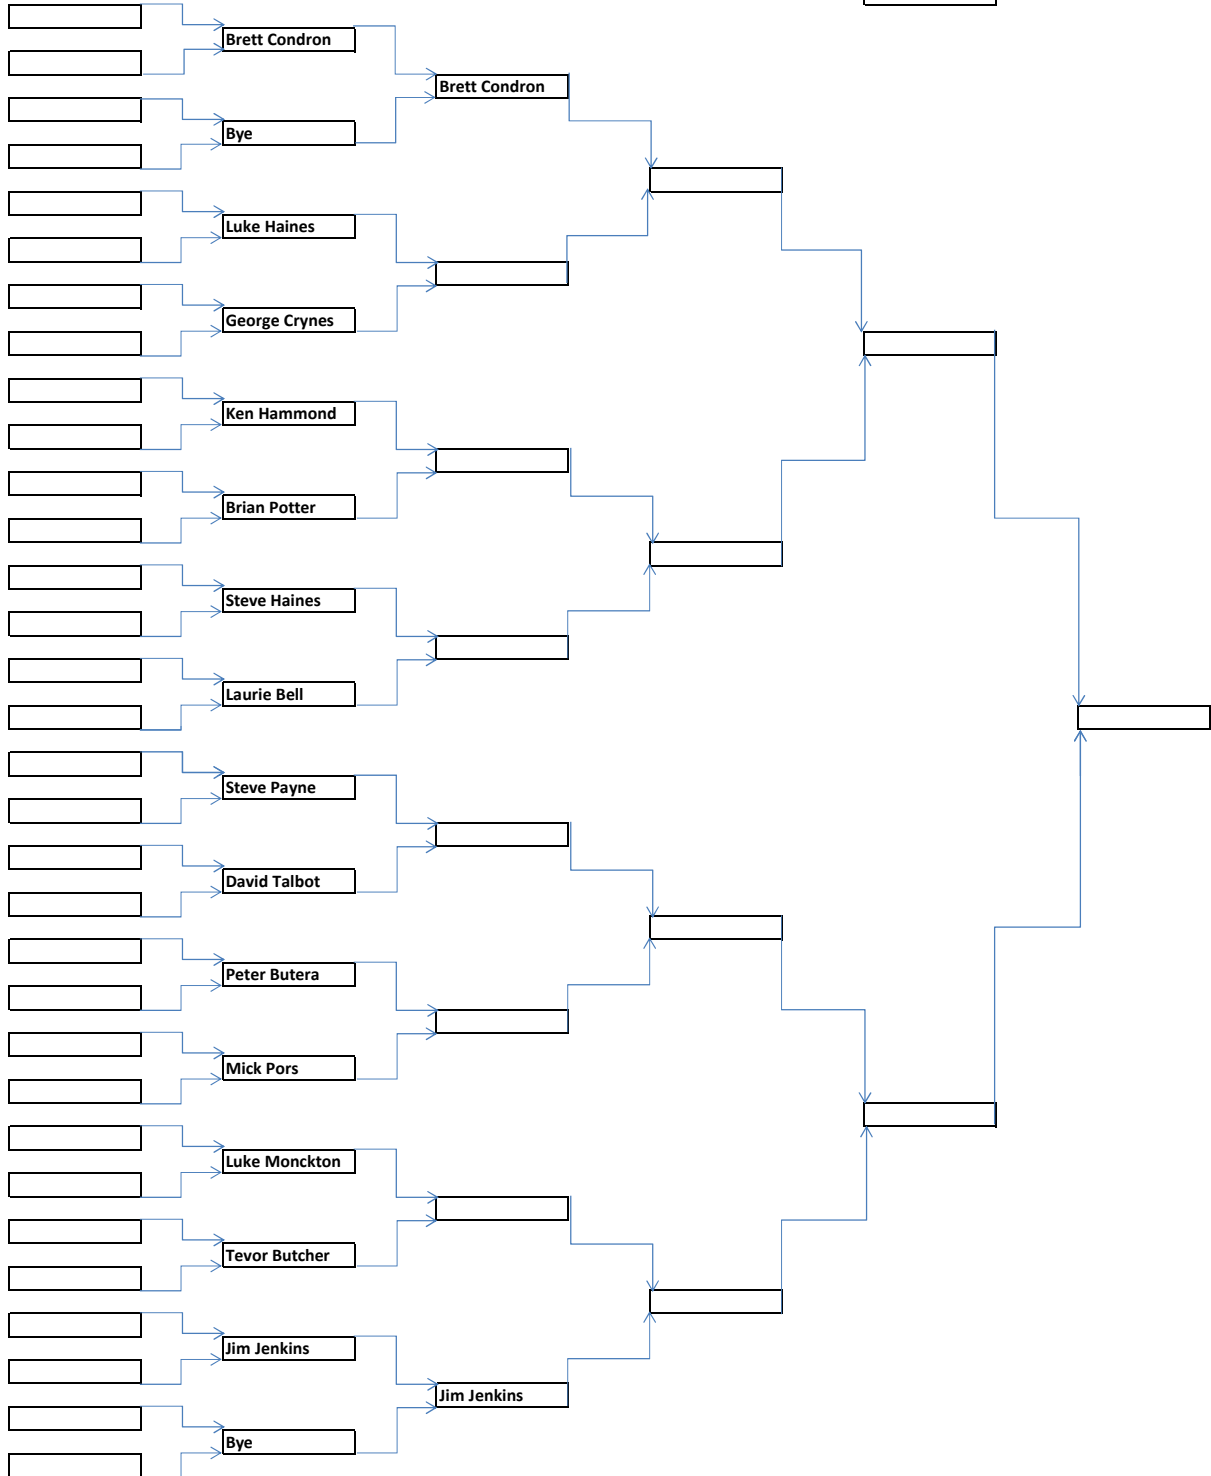 Brett Condron
Brett Condron
Bye
Luke Haines
George Crynes
Ken Hammond
Brian Potter
Steve Haines
Laurie Bell
Steve Payne
David Talbot
Peter Butera
Mick Pors
Luke Monckton
Tevor Butcher
Jim Jenkins
Jim Jenkins
Bye